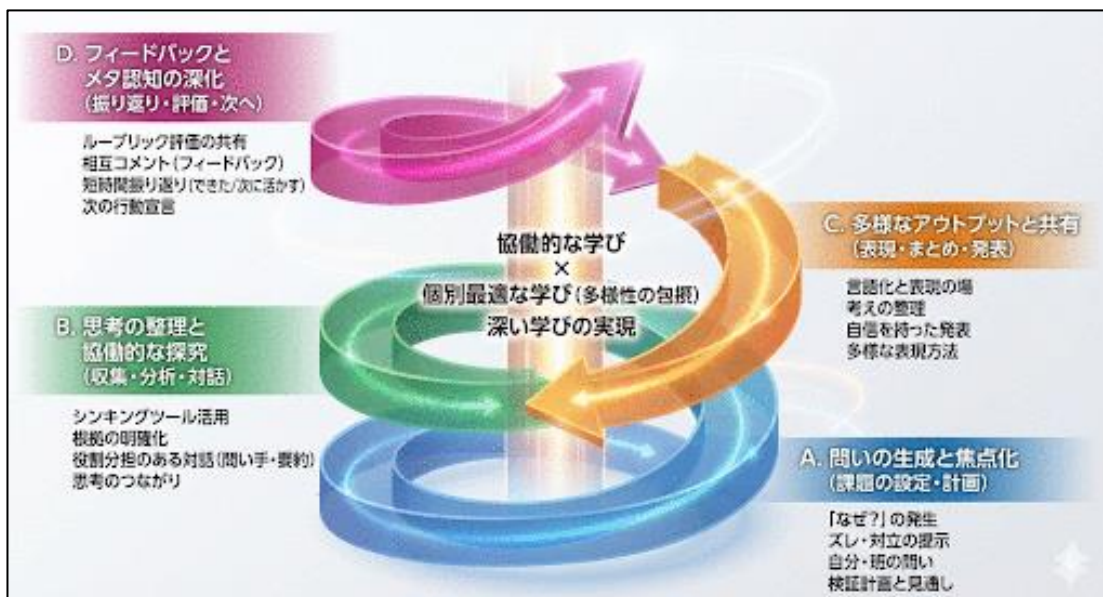 D. フィードバックと
メタ認知の深化
(振り返り・評価・次へ)
ルーブリック評価の共有
相互コメント(フィードバック)
短時間振り返り(できた/次に活かす)
次の行動宣言
協働的な学び
×
個別最適な学び(多様性の包摂)
深い学びの実現
C. 多様なアウトプットと共有
(表現・まとめ・発表)
言語化と表現の場
考えの整理
自信を持った発表
多様な表現方法
B. 思考の整理と
協働的な探究
(収集・分析・対話)
シンキングツール活用
根拠の明確化
役割分担のある対話(問い手・要約)
思考のつながり
A. 問いの生成と焦点化
(課題の設定・計画)
「なぜ?」の発生
ズレ・対立の提示
自分・班の問い
検証計画と見通し